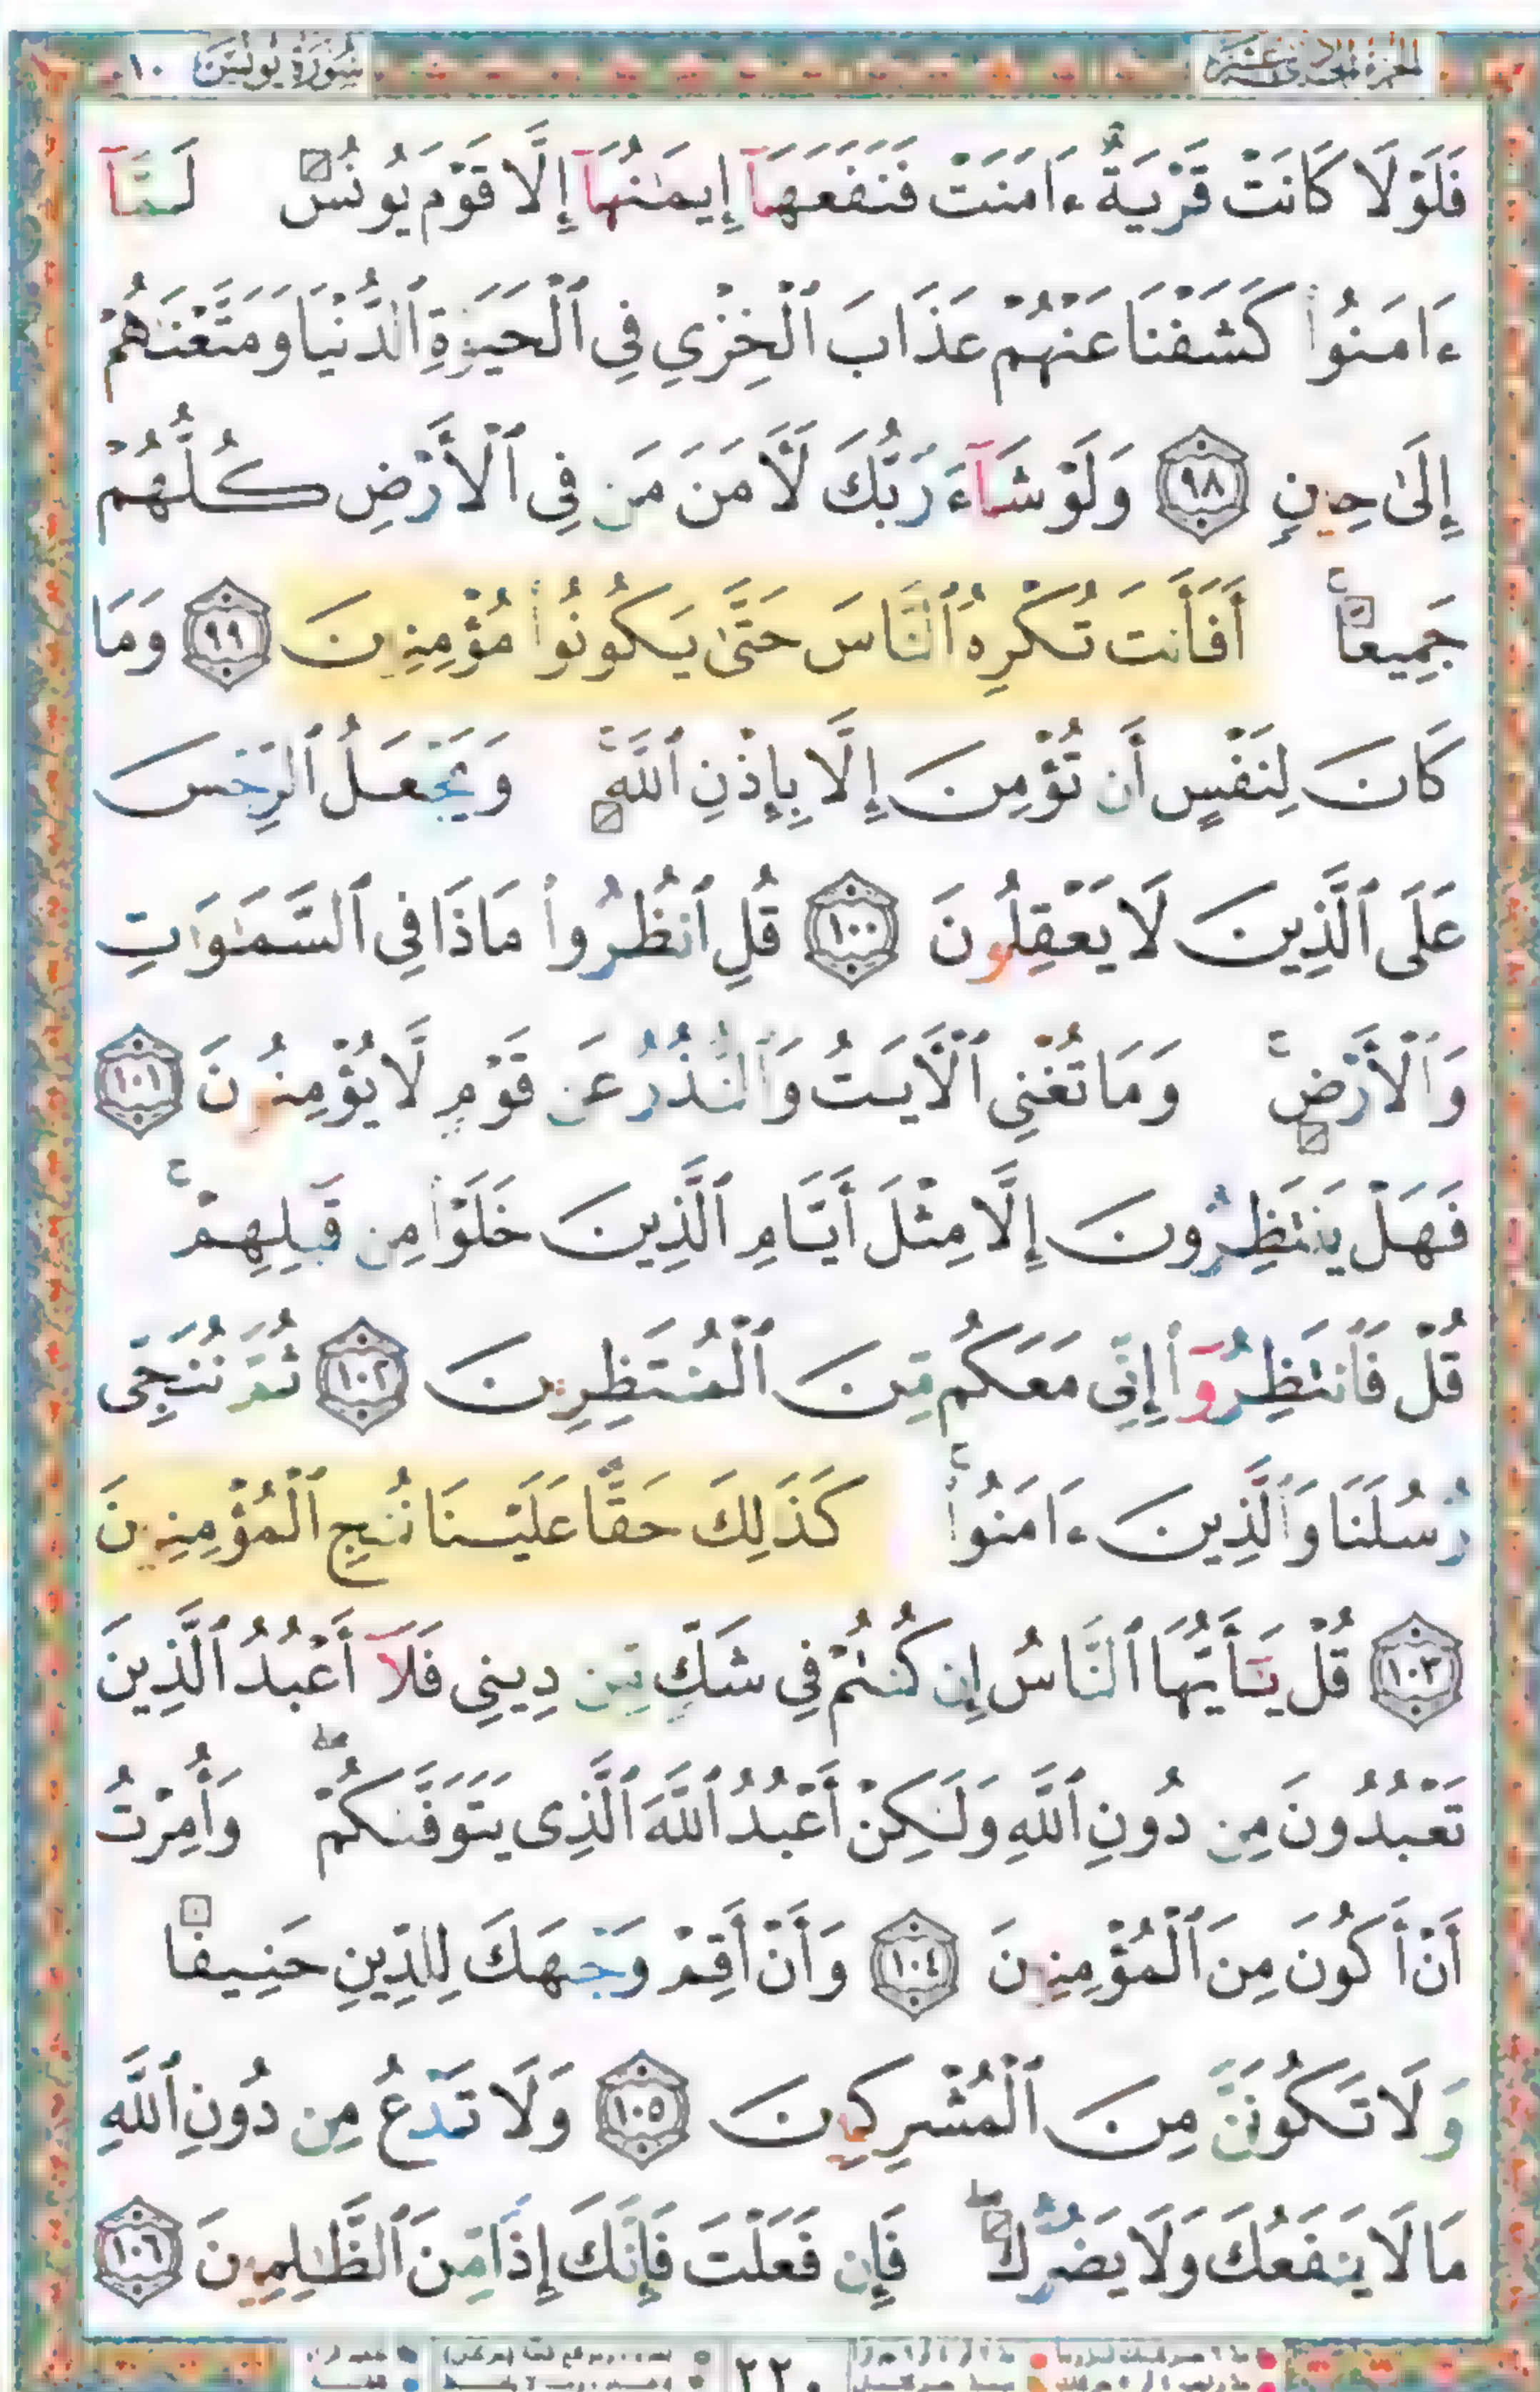 الجزء الحادي عشر سورة يونس ١٠
فَلَوْلَا كَانَتْ قَرْيَةٌ ءَامَنَتْ فَنَفَعَهَآ إِيمَٰنُهَآ إِلَّا قَوْمَ يُونُسَ لَمَّآ
ءَامَنُوا۟ كَشَفْنَا عَنْهُمْ عَذَابَ ٱلْخِزْىِ فِى ٱلْحَيَوٰةِ ٱلدُّنْيَا وَمَتَّعْنَٰهُمْ
إِلَىٰ حِينٍ ٩٨ وَلَوْ شَآءَ رَبُّكَ لَءَامَنَ مَن فِى ٱلْأَرْضِ كُلُّهُمْ
جَمِيعًا ۚ أَفَأَنتَ تُكْرِهُ ٱلنَّاسَ حَتَّىٰ يَكُونُوا۟ مُؤْمِنِينَ ٩٩ وَمَا
كَانَ لِنَفْسٍ أَن تُؤْمِنَ إِلَّا بِإِذْنِ ٱللَّهِ ۚ وَيَجْعَلُ ٱلرِّجْسَ
عَلَى ٱلَّذِينَ لَا يَعْقِلُونَ ١٠٠ قُلِ ٱنظُرُوا۟ مَاذَا فِى ٱلسَّمَٰوَٰتِ
وَٱلْأَرْضِ ۚ وَمَا تُغْنِى ٱلْءَايَٰتُ وَٱلنُّذُرُ عَن قَوْمٍ لَّا يُؤْمِنُونَ ١٠١
فَهَلْ يَنتَظِرُونَ إِلَّا مِثْلَ أَيَّامِ ٱلَّذِينَ خَلَوْا۟ مِن قَبْلِهِمْ ۚ
قُلْ فَٱنتَظِرُوٓا۟ إِنِّى مَعَكُم مِّنَ ٱلْمُنتَظِرِينَ ١٠٢ ثُمَّ نُنَجِّى
رُسُلَنَا وَٱلَّذِينَ ءَامَنُوا۟ ۚ كَذَٰلِكَ حَقًّا عَلَيْنَا نُنجِ ٱلْمُؤْمِنِينَ
١٠٣ قُلْ يَٰٓأَيُّهَا ٱلنَّاسُ إِن كُنتُمْ فِى شَكٍّ مِّن دِينِى فَلَآ أَعْبُدُ ٱلَّذِينَ
تَعْبُدُونَ مِن دُونِ ٱللَّهِ وَلَٰكِنْ أَعْبُدُ ٱللَّهَ ٱلَّذِى يَتَوَفَّىٰكُمْ ۖ وَأُمِرْتُ
أَنْ أَكُونَ مِنَ ٱلْمُؤْمِنِينَ ١٠٤ وَأَنْ أَقِمْ وَجْهَكَ لِلدِّينِ حَنِيفًا
وَلَا تَكُونَنَّ مِنَ ٱلْمُشْرِكِينَ ١٠٥ وَلَا تَدْعُ مِن دُونِ ٱللَّهِ
مَا لَا يَنفَعُكَ وَلَا يَضُرُّكَ ۖ فَإِن فَعَلْتَ فَإِنَّكَ إِذًا مِّنَ ٱلظَّٰلِمِينَ ١٠٦
٢٢٠